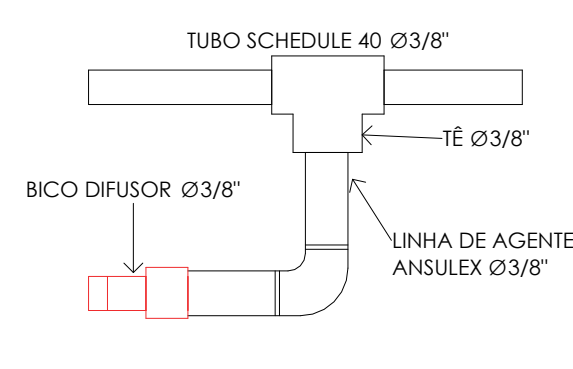 TUBO SCHEDULE 40 Ø3/8"
TÊ Ø3/8"
BICO DIFUSOR Ø3/8"
LINHA DE AGENTE
ANSULEX Ø3/8"